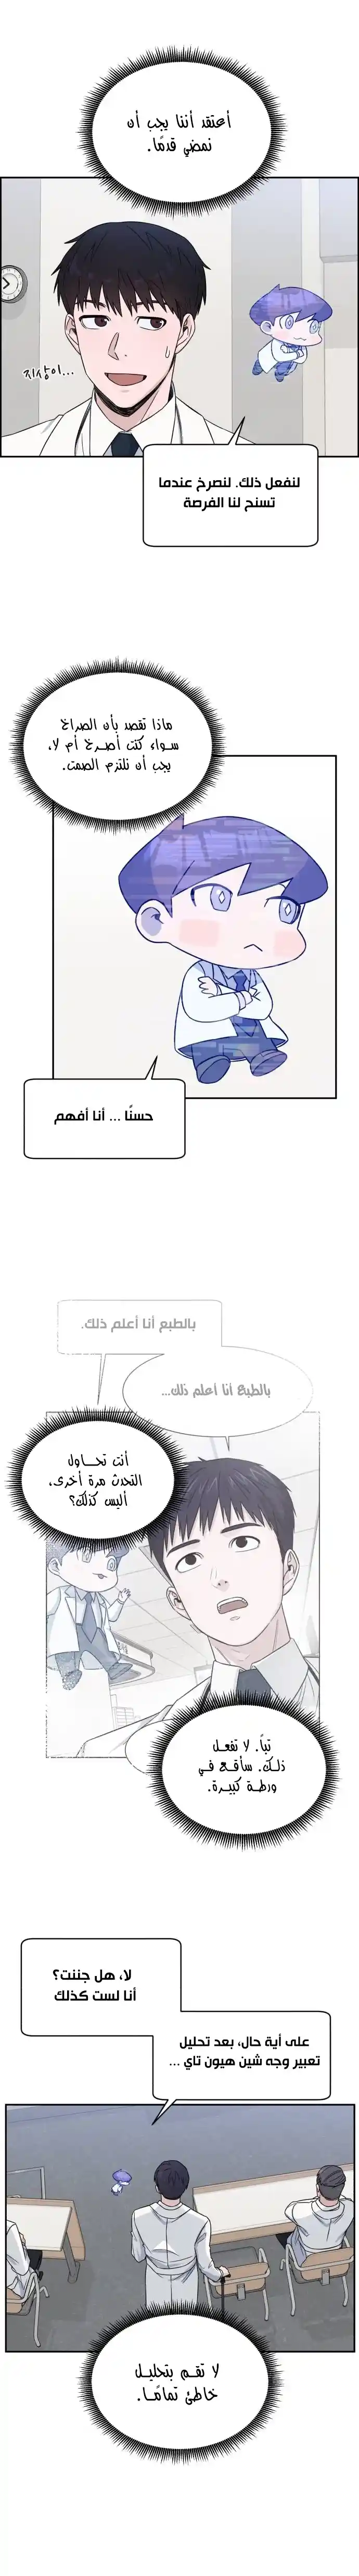 أعتقد أننا يجب أن
نمضي قدمًا.
지상이...
لنفعل ذلك. لنصرخ عندما
تسنح لنا الفرصة
ماذا تقصد بأن الصراخ
سواء كنت أصرخ أم لا،
يجب أن نلتزم الصمت.
حسنًا ... أنا أفهم
بالطبع أنا أعلم ذلك.
بالطبع أنا أعلم ذلك...
أنت تحاول
التحدث مرة أخرى،
أليس كذلك؟
تباً. لا تفعل
ذلك. سأقع في
ورطة كبيرة.
لا، هل جننت؟
أنا لست كذلك
على أية حال، بعد تحليل
تعبير وجه شين هيون تاي ...
لا تقم بتحليل
خاطئ تمامًا.